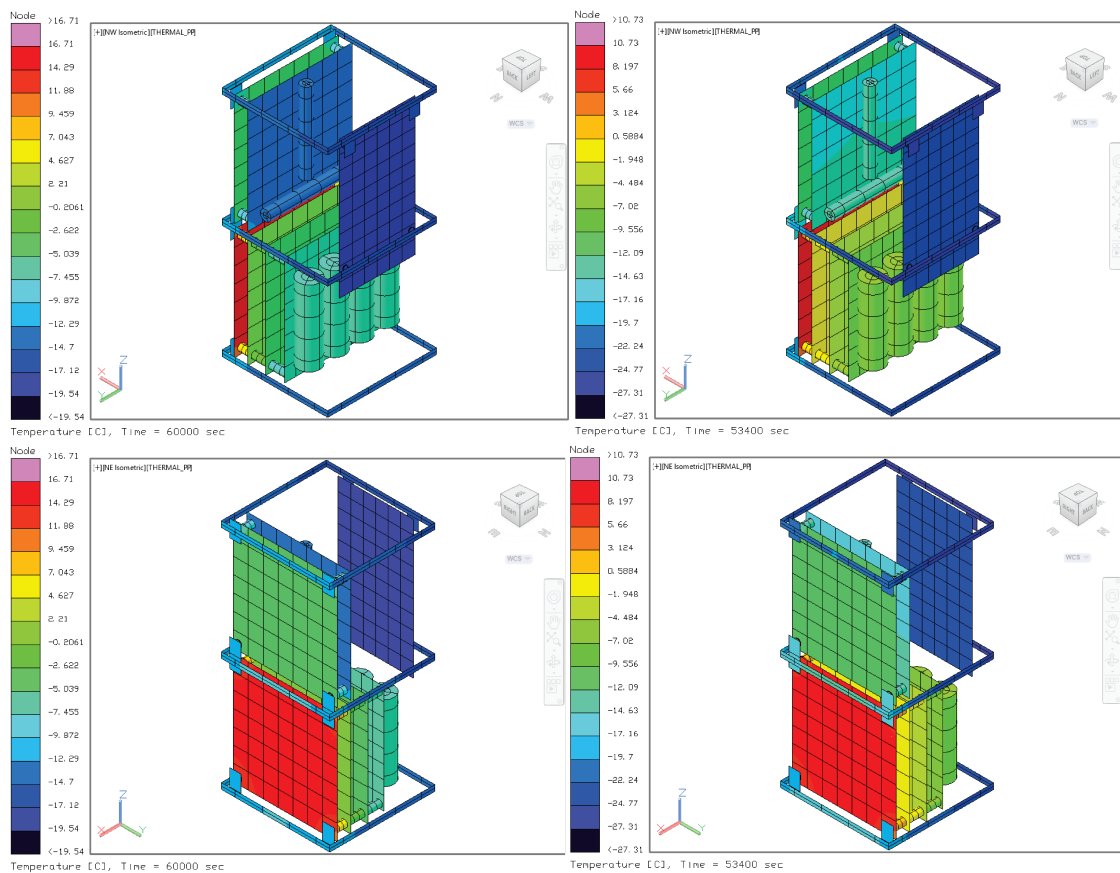 Node
>16.71
16.71
14.29
11.88
9.459
7.043
4.627
2.21
-0.2061
-2.622
-5.039
-7.455
-9.872
-12.29
-14.7
-17.12
-19.54
<-19.54
[+][NW Isometric][THERMAL_PP]
BACK
LEFT
WCS
Z
X
Y
Temperature [C], Time = 60000 sec
Node
>10.73
10.73
8.197
5.66
3.124
0.5884
-1.948
-4.484
-7.02
-9.556
-12.09
-14.63
-17.16
-19.7
-22.24
-24.77
-27.31
<-27.31
[+][NW Isometric][THERMAL_PP]
BACK
LEFT
WCS
Z
X
Y
Temperature [C], Time = 53400 sec
Node
>16.71
16.71
14.29
11.88
9.459
7.043
4.627
2.21
-0.2061
-2.622
-5.039
-7.455
-9.872
-12.29
-14.7
-17.12
-19.54
<-19.54
[+][NE Isometric][THERMAL_PP]
RIGHT
BACK
WCS
Z
X
Y
Temperature [C], Time = 60000 sec
Node
>10.73
10.73
8.197
5.66
3.124
0.5884
-1.948
-4.484
-7.02
-9.556
-12.09
-14.63
-17.16
-19.7
-22.24
-24.77
-27.31
<-27.31
[+][NE Isometric][THERMAL_PP]
RIGHT
BACK
WCS
Z
X
Y
Temperature [C], Time = 53400 sec